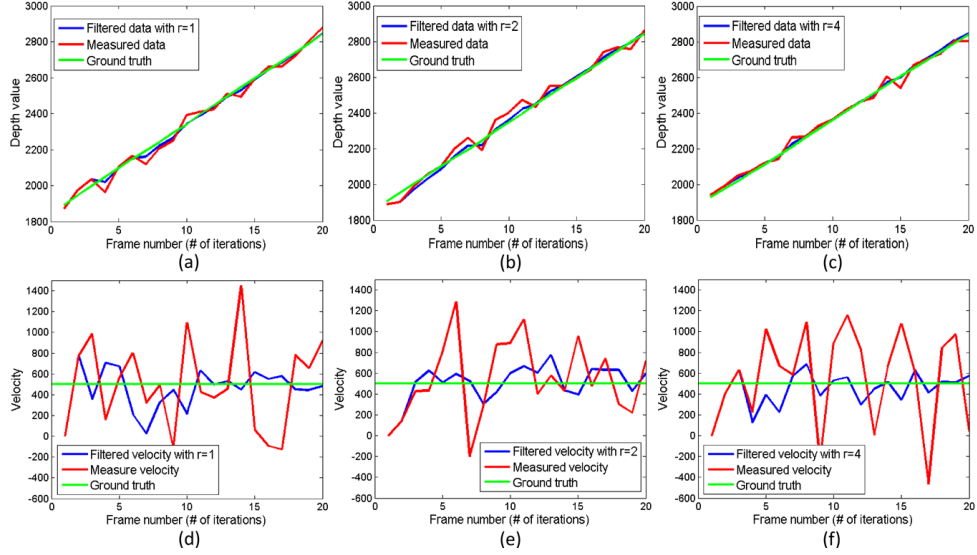 3000
2800
2600
2400
2200
2000
1800
Depth value
Filtered data with r=1
Measured data
Ground truth
0 5 10 15 20
Frame number (# of iterations)
(a)
3000
2800
2600
2400
2200
2000
1800
Depth value
Filtered data with r=2
Measured data
Ground truth
0 5 10 15 20
Frame number (# of iterations)
(b)
3000
2800
2600
2400
2200
2000
1800
Depth value
Filtered data with r=4
Measured data
Ground truth
0 5 10 15 20
Frame number (# of iteration)
(c)
1400
1200
1000
800
600
400
200
0
-200
-400
-600
Velocity
Filtered velocity with r=1
Measure velocity
Ground truth
0 5 10 15 20
Frame number (# of iterations)
(d)
1400
1200
1000
800
600
400
200
0
-200
-400
-600
Velocity
Filtered velocity with r=2
Measured velocity
Ground truth
0 5 10 15 20
Frame number (# of iterations)
(e)
1400
1200
1000
800
600
400
200
0
-200
-400
-600
Velocity
Filtered velocity with r=4
Measured velocity
Ground truth
0 5 10 15 20
Frame number (# of iterations)
(f)